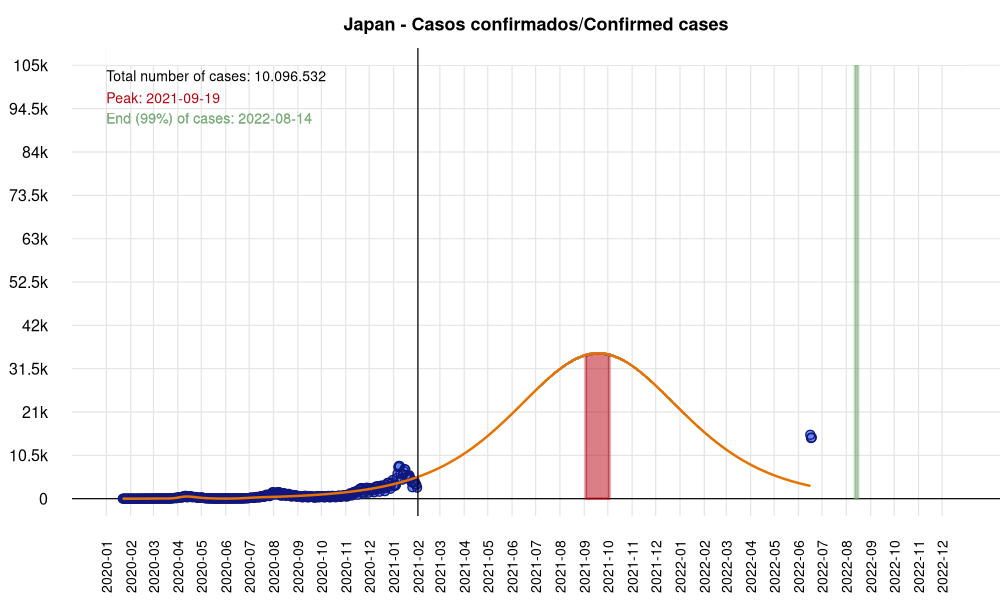 Japan - Casos confirmados/Confirmed cases
Total number of cases: 10.096.532
Peak: 2021-09-19
End (99%) of cases: 2022-08-14
105k
94.5k
84k
73.5k
63k
52.5k
42k
31.5k
21k
10.5k
0
2020-01
2020-02
2020-03
2020-04
2020-05
2020-06
2020-07
2020-08
2020-09
2020-10
2020-11
2020-12
2021-01
2021-02
2021-03
2021-04
2021-05
2021-06
2021-07
2021-08
2021-09
2021-10
2021-11
2021-12
2022-01
2022-02
2022-03
2022-04
2022-05
2022-06
2022-07
2022-08
2022-09
2022-10
2022-11
2022-12